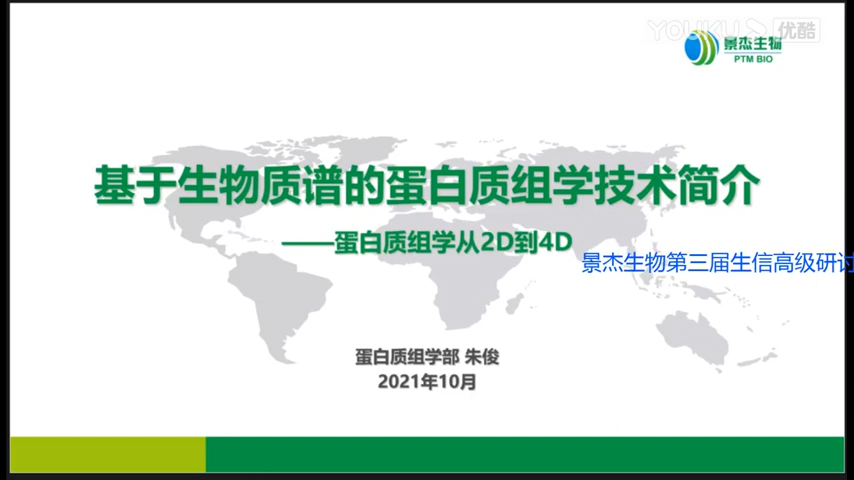 YOUKU 优酷
景杰生物
PTM BIO
基于生物质谱的蛋白质组学技术简介
——蛋白质组学从2D到4D
景杰生物第三届生信高级研讨
蛋白质组学部 朱俊
2021年10月